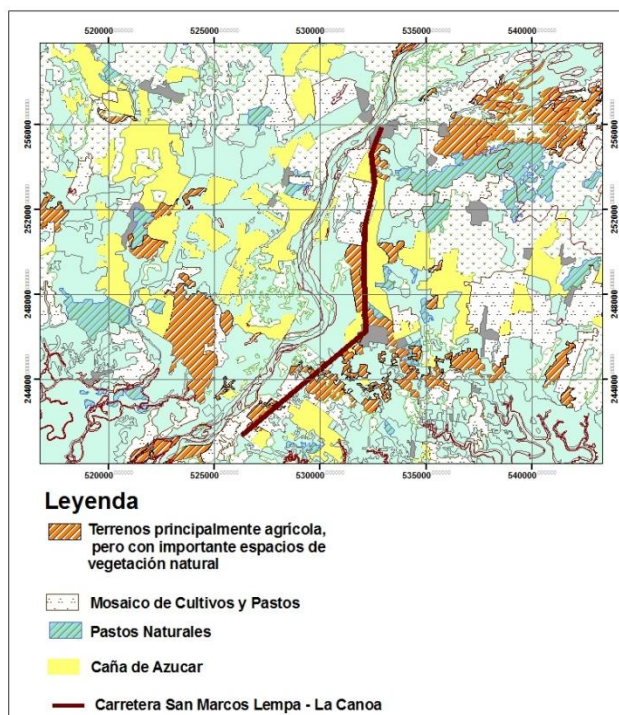 520000 525000 530000 535000 540000
256000 256000
252000 252000
248000 248000
244000 244000
520000 525000 530000 535000 540000
Leyenda
Terrenos principalmente agrícola,
pero con importante espacios de
vegetación natural
Mosaico de Cultivos y Pastos
Pastos Naturales
Caña de Azucar
Carretera San Marcos Lempa - La Canoa